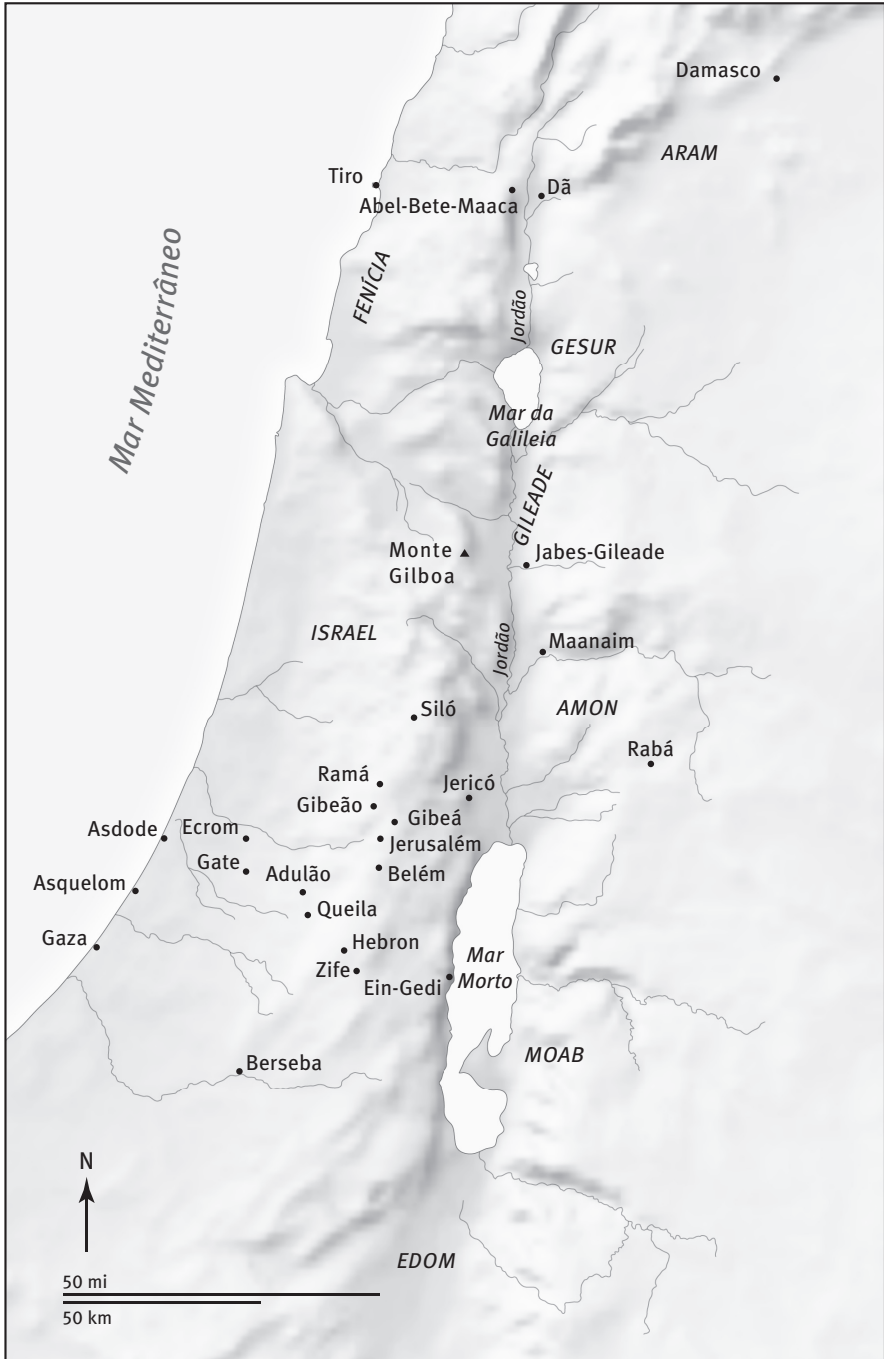 Damasco
ARAM
Tiro
Abel-Bete-Maaca
Dã
Mar Mediterrâneo
FENÍCIA
Jordão
GESUR
Mar da
Galileia
GILEADE
Monte
Gilboa
Jabes-Gileade
ISRAEL
Jordão
Maanaim
Siló
AMON
Rabá
Ramá
Jericó
Gibeão
Gibeá
Asdode
Ecrom
Jerusalém
Gate
Adulão
Belém
Asquelom
Queila
Gaza
Hebron
Mar
Morto
Zife
Ein-Gedi
MOAB
Berseba
N
EDOM
50 mi
50 km